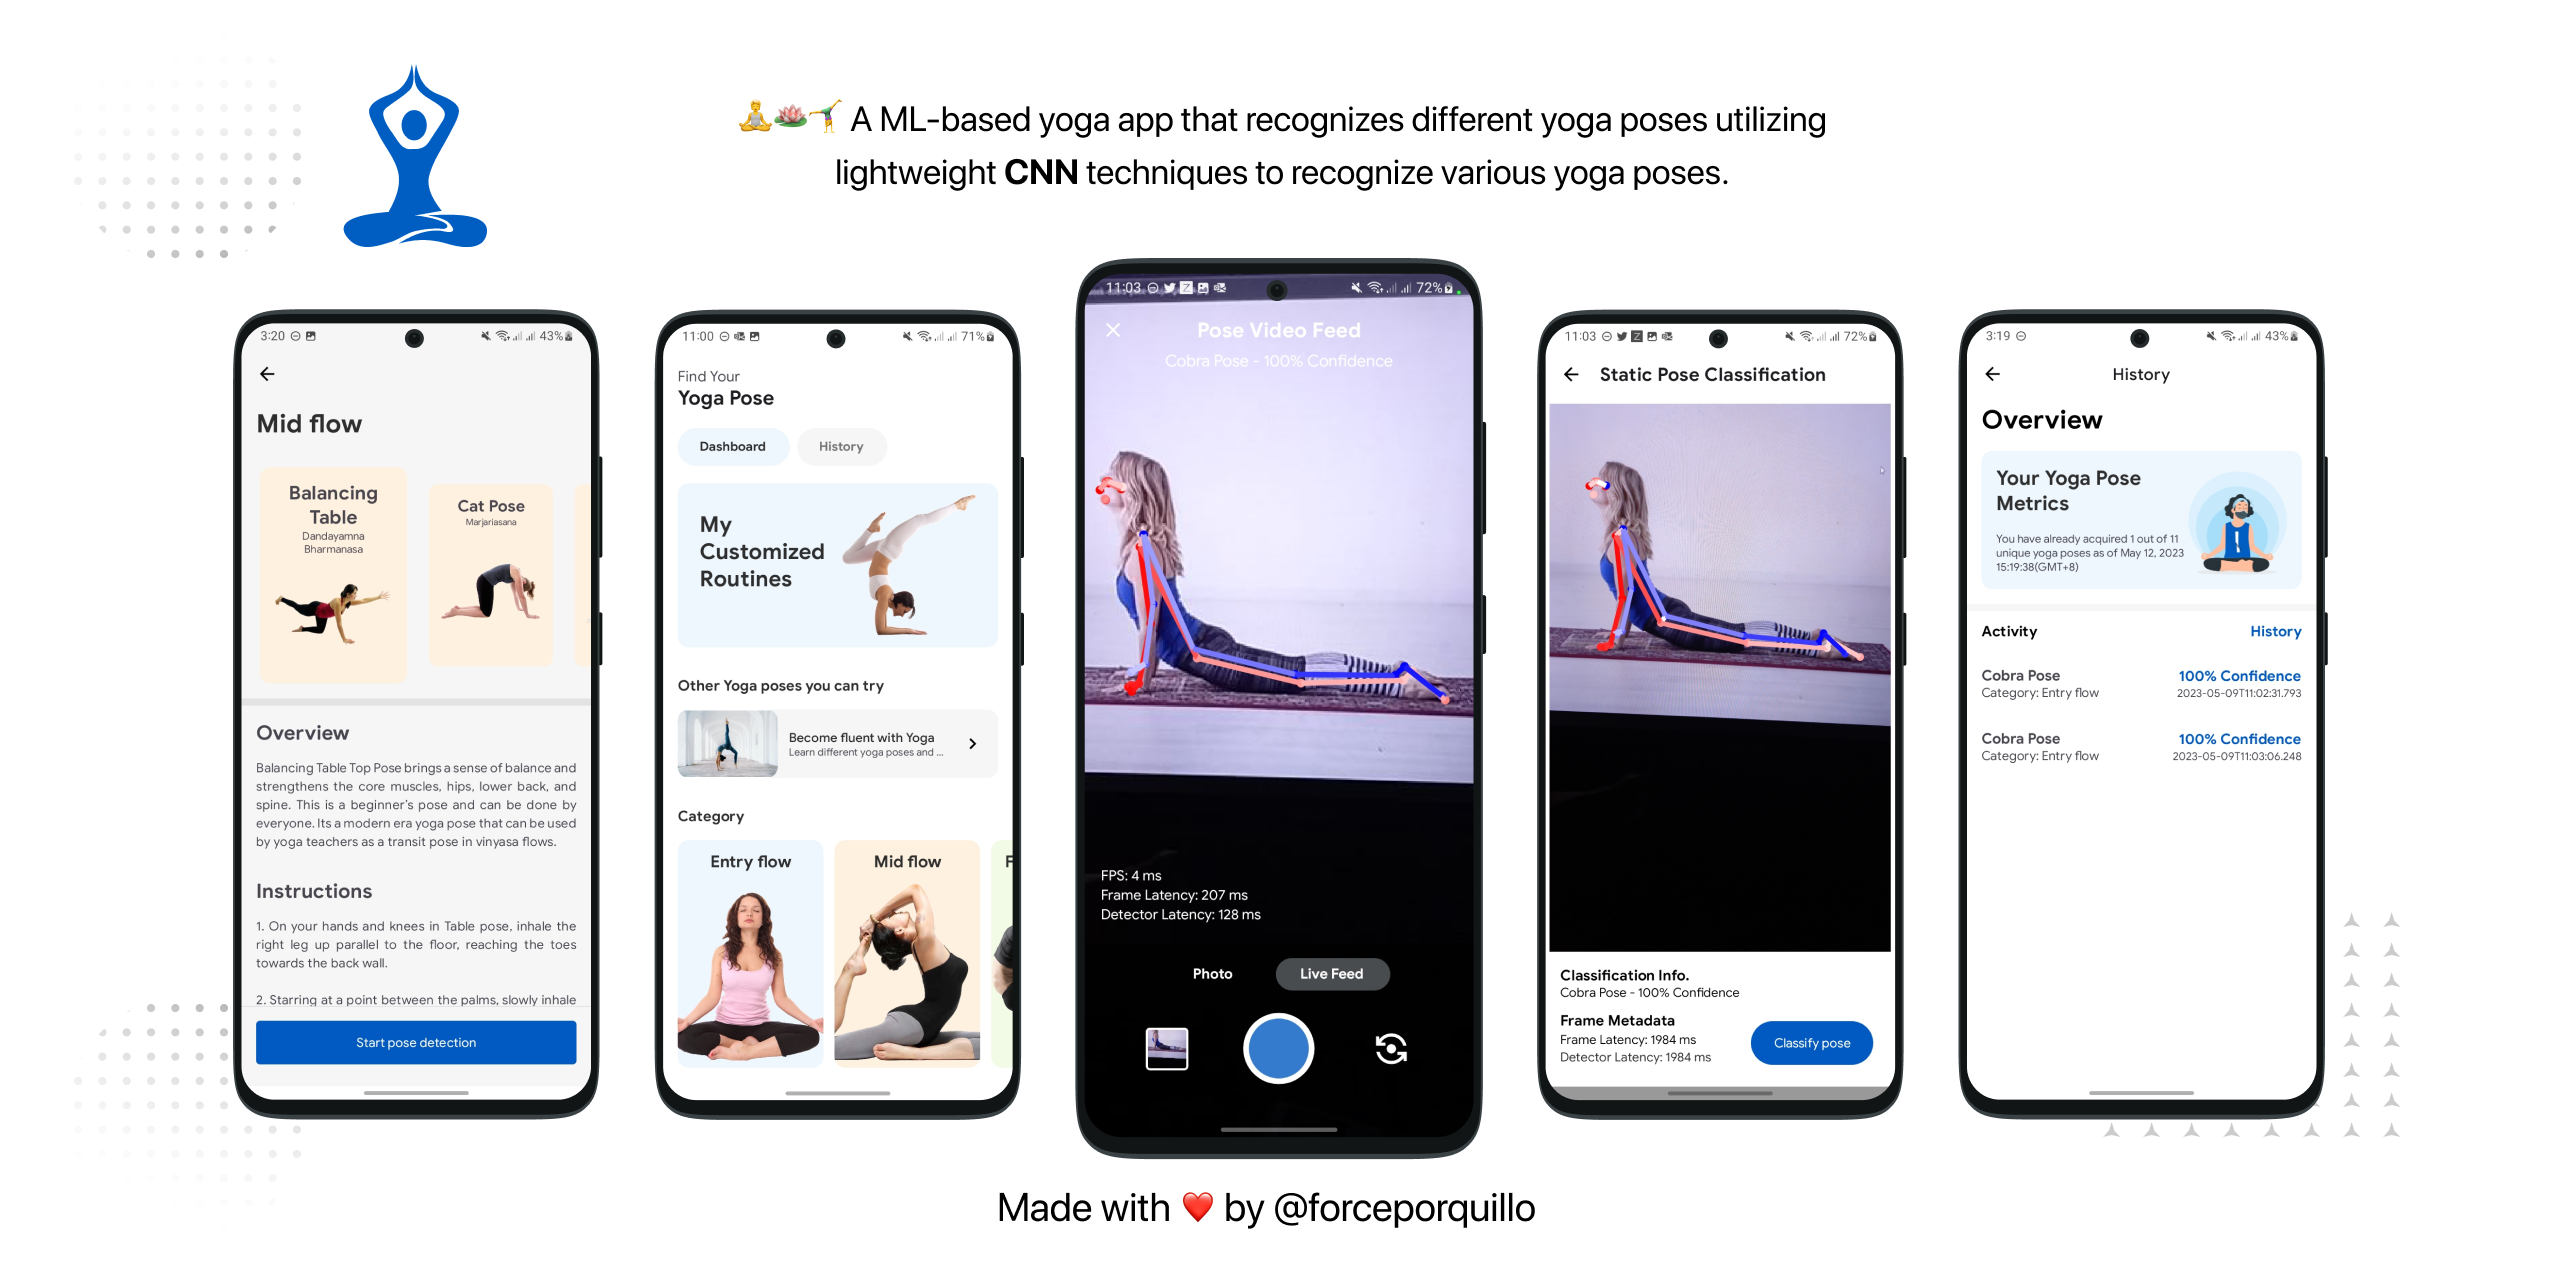 A ML-based yoga app that recognizes different yoga poses utilizing
lightweight CNN techniques to recognize various yoga poses.
3:20
43%
Mid flow
Balancing
Table
Dandayamna
Bharmanasa
Cat Pose
Marjariasana
Overview
Balancing Table Top Pose brings a sense of balance and
strengthens the core muscles, hips, lower back, and
spine. This is a beginner's pose and can be done by
everyone. Its a modern era yoga pose that can be used
by yoga teachers as a transit pose in vinyasa flows.
Instructions
1. On your hands and knees in Table pose, inhale the
right leg up parallel to the floor, reaching the toes
towards the back wall.
2. Starring at a point between the palms, slowly inhale
Start pose detection
11:00
71%
Find Your
Yoga Pose
Dashboard
History
My
Customized
Routines
Other Yoga poses you can try
Become fluent with Yoga
Learn different yoga poses and ...
Category
Entry flow
Mid flow
F
11:03
Z
72%
Pose Video Feed
Cobra Pose - 100% Confidence
FPS: 4 ms
Frame Latency: 207 ms
Detector Latency: 128 ms
Photo
Live Feed
11:03
Z
72%
Static Pose Classification
Classification Info.
Cobra Pose - 100% Confidence
Frame Metadata
Frame Latency: 1984 ms
Detector Latency: 1984 ms
Classify pose
3:19
43%
History
Overview
Your Yoga Pose
Metrics
You have already acquired 1 out of 11
unique yoga poses as of May 12, 2023
15:19:38(GMT+8)
Activity
History
Cobra Pose
100% Confidence
Category: Entry flow
2023-05-09T11:02:31.793
Cobra Pose
100% Confidence
Category: Entry flow
2023-05-09T11:03:06.248
Made with ❤️ by @forceporquillo